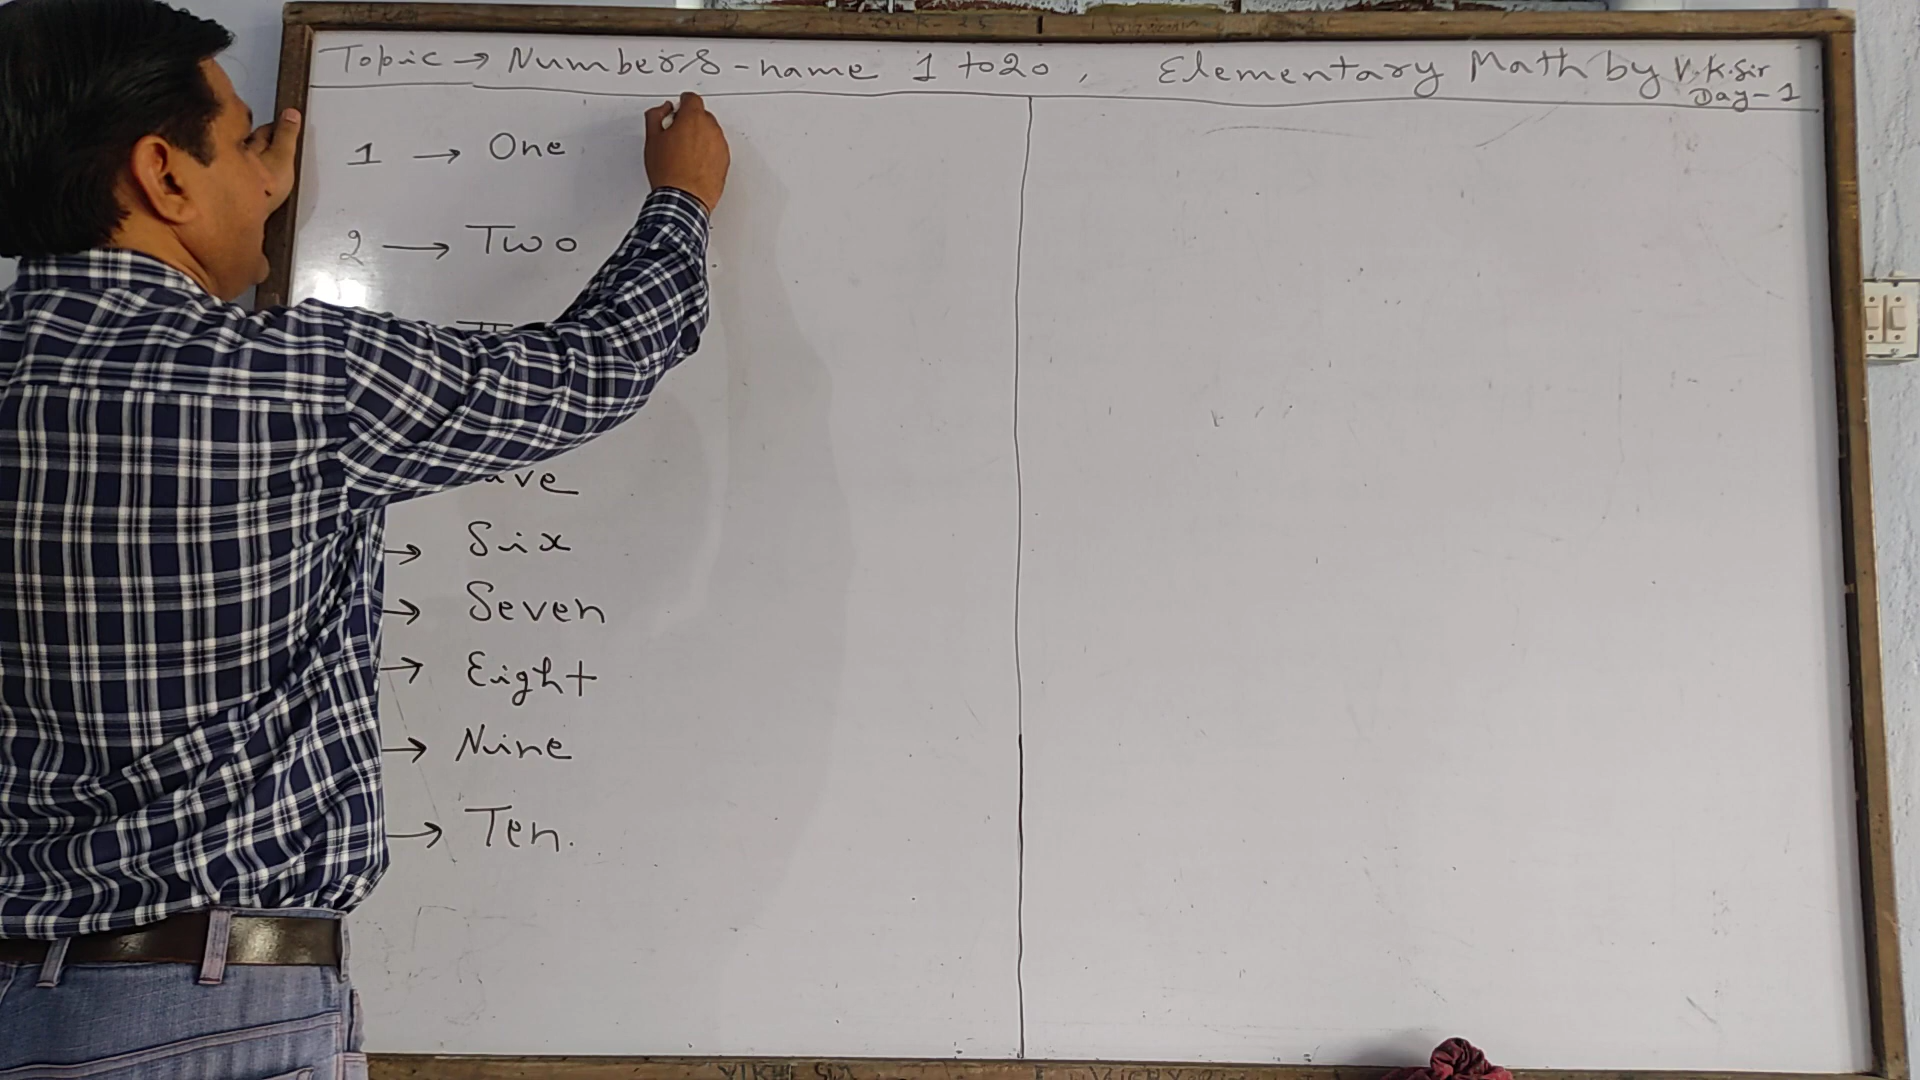 Topic → Numbers-name 1 to 20, Elementary Math by V.K.Sir
Day-1
1 → One
2 → Two
→ Six
→ Seven
→ Eight
→ Nine
→ Ten.